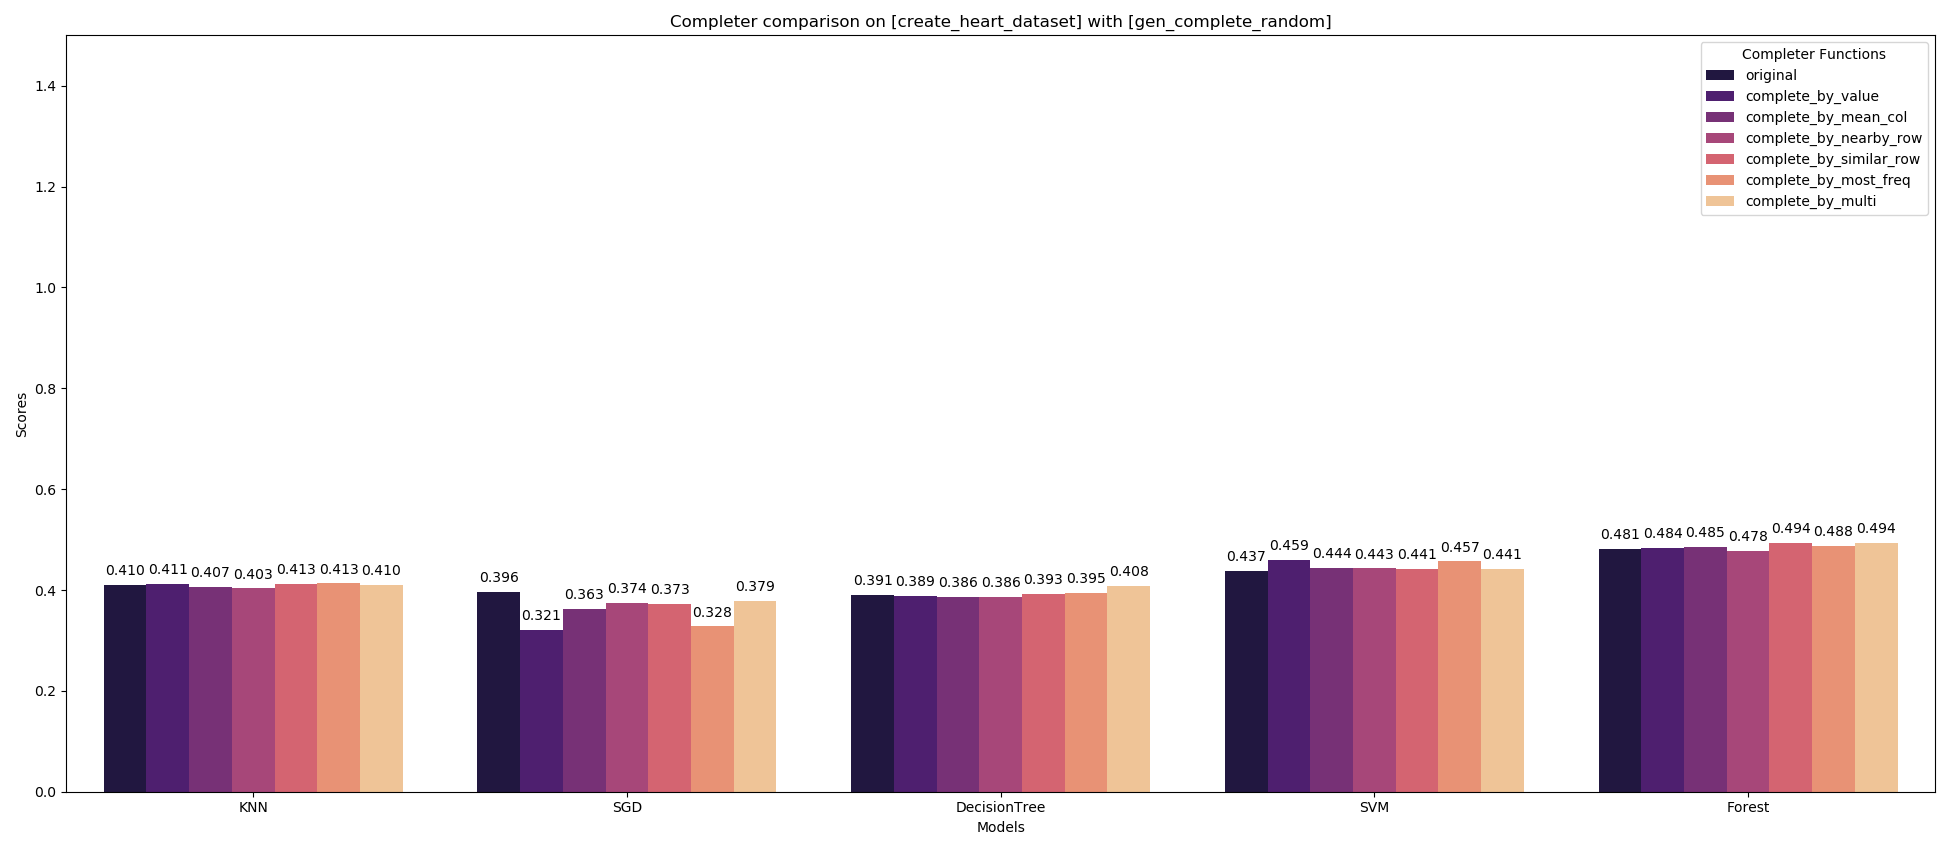 Completer comparison on [create_heart_dataset] with [gen_complete_random]
Completer Functions
original
complete_by_value
complete_by_mean_col
complete_by_nearby_row
complete_by_similar_row
complete_by_most_freq
complete_by_multi
Scores
1.4
1.2
1.0
0.8
0.6
0.4
0.2
0.0
0.410 0.411 0.407 0.403 0.413 0.413 0.410
0.396 0.321 0.363 0.374 0.373 0.328 0.379
0.391 0.389 0.386 0.386 0.393 0.395 0.408
0.437 0.459 0.444 0.443 0.441 0.457 0.441
0.481 0.484 0.485 0.478 0.494 0.488 0.494
KNN SGD DecisionTree SVM Forest
Models